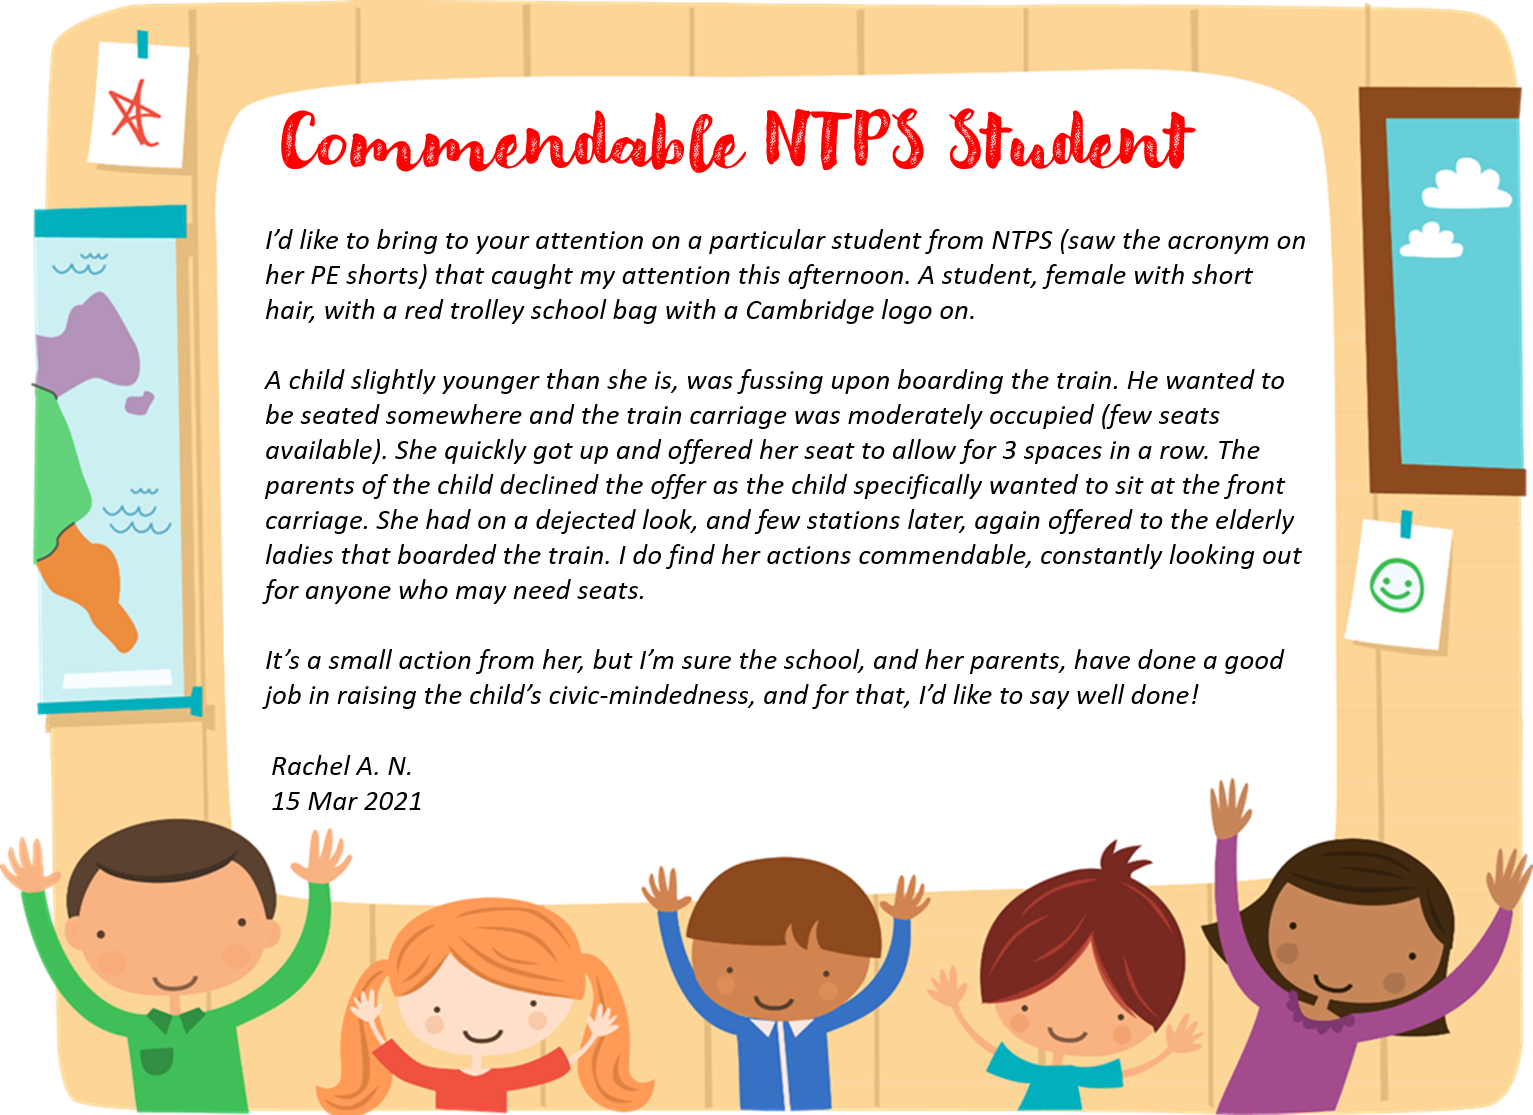 Commendable NTPS Student
I’d like to bring to your attention on a particular student from NTPS (saw the acronym on
her PE shorts) that caught my attention this afternoon. A student, female with short
hair, with a red trolley school bag with a Cambridge logo on.
A child slightly younger than she is, was fussing upon boarding the train. He wanted to
be seated somewhere and the train carriage was moderately occupied (few seats
available). She quickly got up and offered her seat to allow for 3 spaces in a row. The
parents of the child declined the offer as the child specifically wanted to sit at the front
carriage. She had on a dejected look, and few stations later, again offered to the elderly
ladies that boarded the train. I do find her actions commendable, constantly looking out
for anyone who may need seats.
It’s a small action from her, but I’m sure the school, and her parents, have done a good
job in raising the child’s civic-mindedness, and for that, I’d like to say well done!
Rachel A. N.
15 Mar 2021